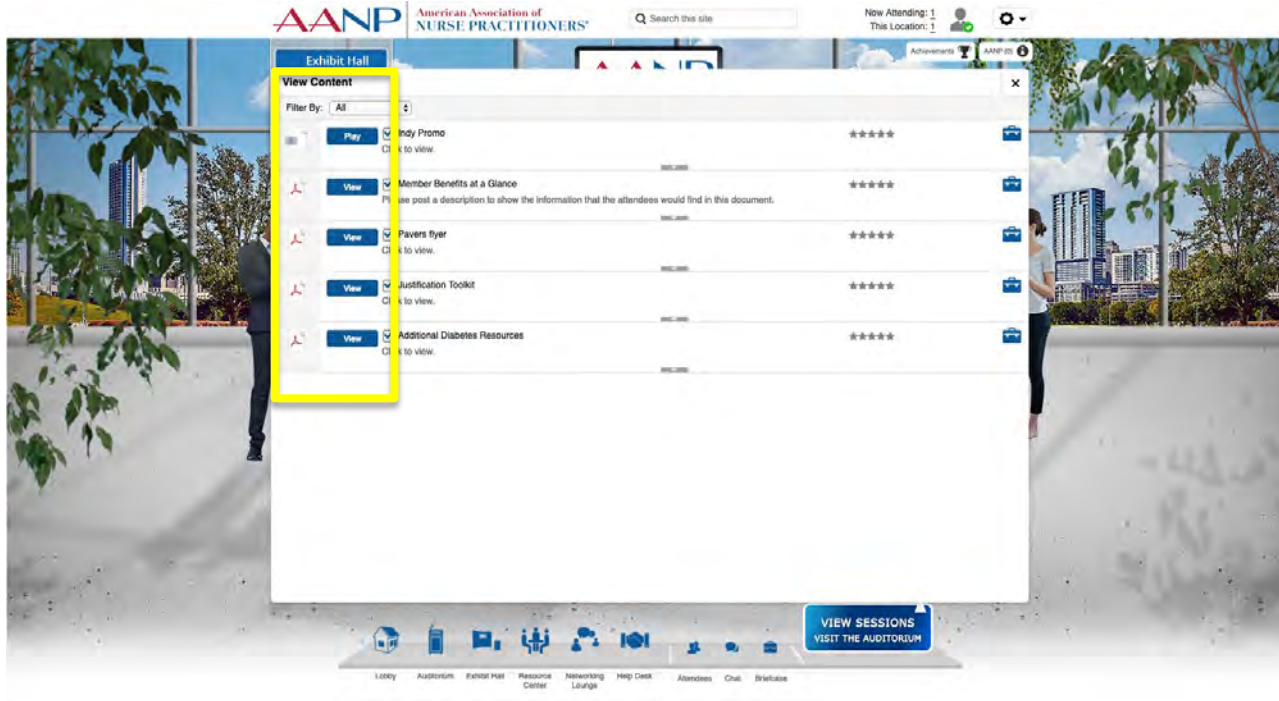 AANP American Association of
NURSE PRACTITIONERS®
Search this site
Now Attending: 1
This Location: 1
Exhibit Hall
Achievements
AANP (0)
View Content
Filter By: All
Play
Indy Promo
to view.
View
Member Benefits at a Glance
post a description to show the information that the attendees would find in this document.
View
Pavers flyer
to view.
View
Justification Toolkit
to view.
View
Additional Diabetes Resources
to view.
VIEW SESSIONS
VISIT THE AUDITORIUM
Lobby
Auditorium
Exhibit Hall
Resource
Center
Networking
Lounge
Help Desk
Attendees
Chat
Briefcase